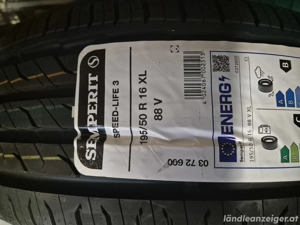 SEMPERIT
SPEED-LIFE 3
195/50 R 16 XL
88 V
03 72 600
ENERG
B
ländleanzeiger.at